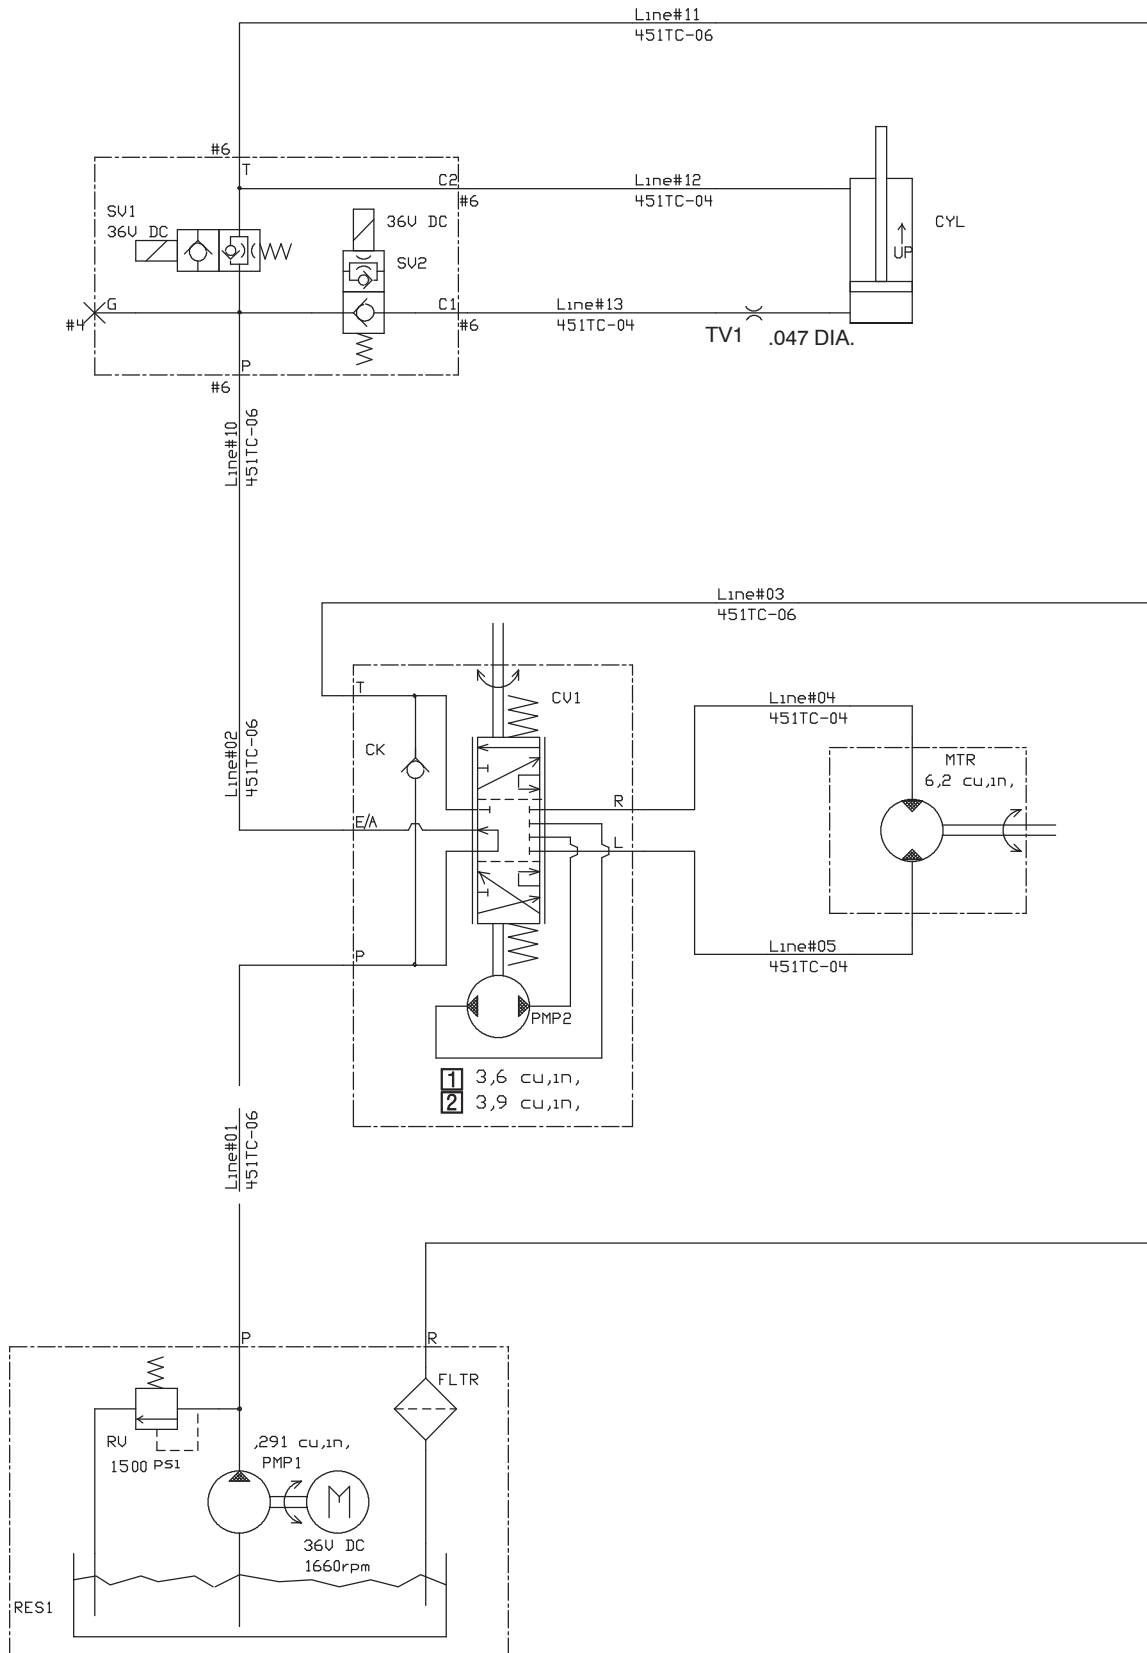 Line#11
451TC-06
#6
T
C2
#6
Line#12
451TC-04
SV1
36V DC
36V DC
SV2
CYL
UP
G
#4
C1
#6
Line#13
451TC-04
TV1 .047 DIA.
P
#6
Line#10
451TC-06
Line#03
451TC-06
T
CV1
Line#04
451TC-04
Line#02
451TC-06
CK
MTR
6,2 cu,in,
R
E/A
L
P
Line#05
451TC-04
PMP2
1 3,6 cu,in,
2 3,9 cu,in,
Line#01
451TC-06
P
R
FLTR
RV
1500 PSI
,291 cu,in,
PMP1
M
36V DC
1660rpm
RES1